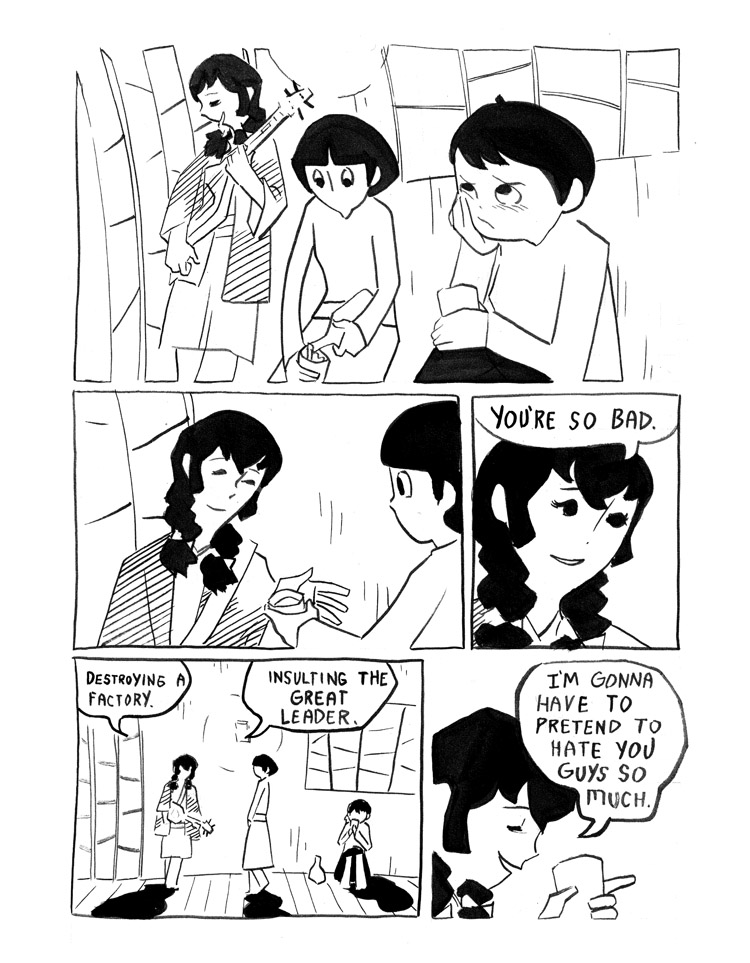 YOU'RE SO BAD.
DESTROYING A
FACTORY.
INSULTING THE
GREAT
LEADER.
I'M GONNA
HAVE TO
PRETEND TO
HATE YOU
GUYS SO
MUCH.